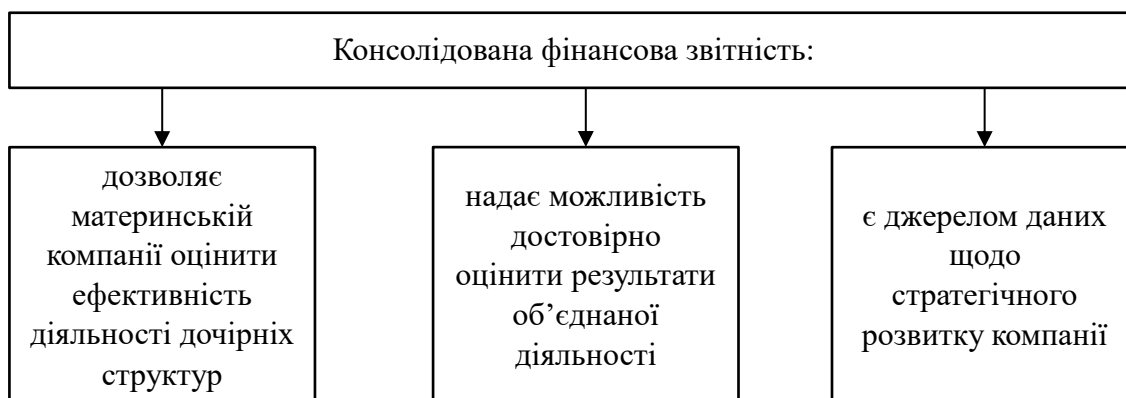 Консолідована фінансова звітність:
дозволяє
материнській
компанії оцінити
ефективність
діяльності дочірніх
структур
надає можливість
достовірно
оцінити результати
об’єднаної
діяльності
є джерелом даних
щодо
стратегічного
розвитку компанії